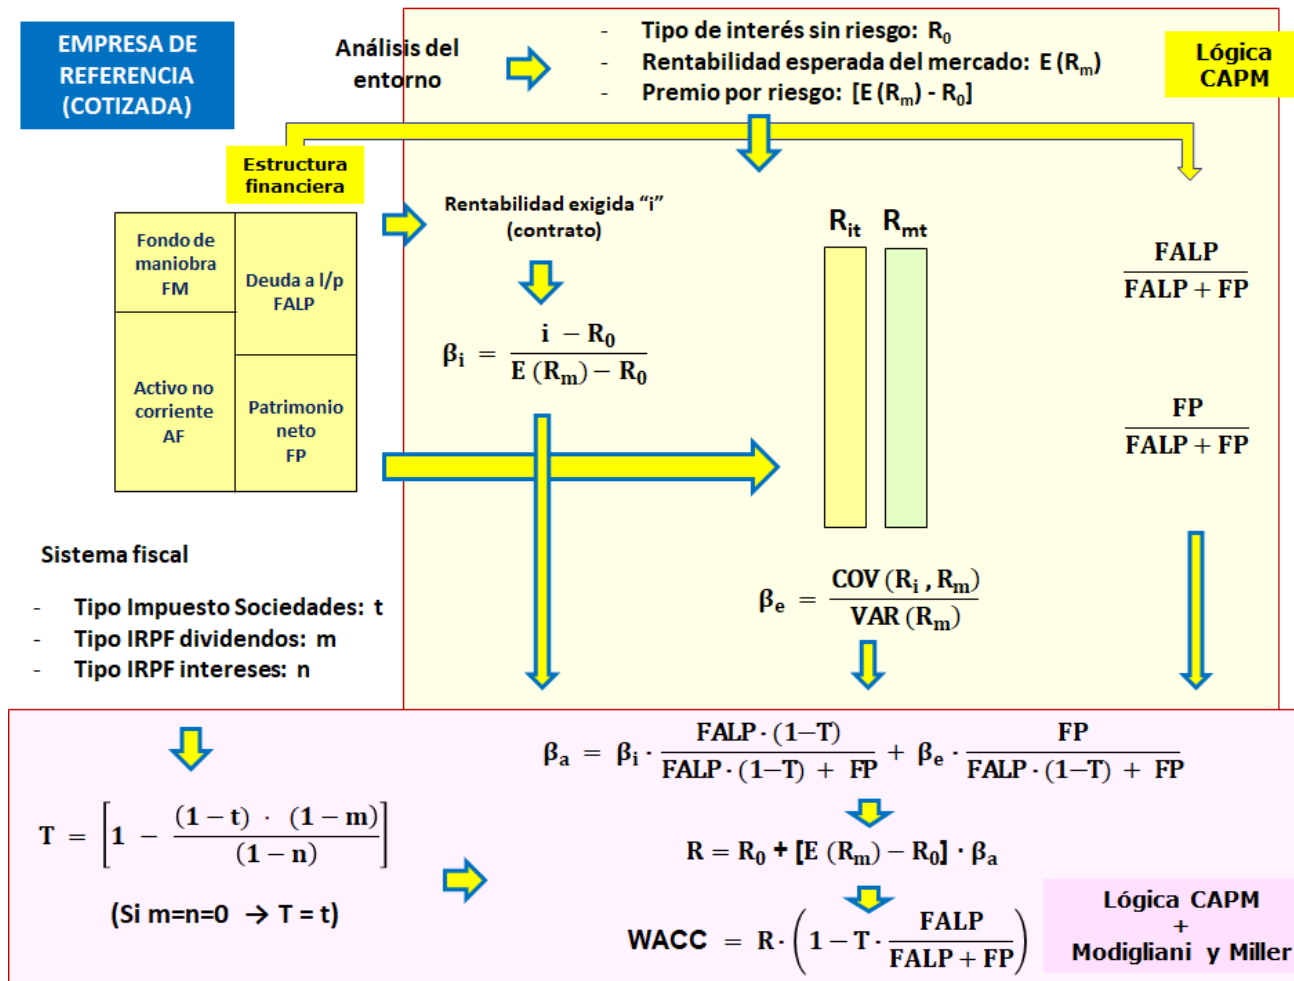 EMPRESA DE
REFERENCIA
(COTIZADA)
Análisis del
entorno
- Tipo de interés sin riesgo: R₀
- Rentabilidad esperada del mercado: E (Rₘ)
- Premio por riesgo: [E (Rₘ) - R₀]
Lógica
CAPM
Estructura
financiera
Fondo de
maniobra
FM
Deuda a l/p
FALP
Activo no
corriente
AF
Patrimonio
neto
FP
Rentabilidad exigida “i”
(contrato)
βᵢ = (i − R₀) / (E (Rₘ) − R₀)
Rit Rmt
FALP / (FALP + FP)
FP / (FALP + FP)
βₑ = COV (Rᵢ , Rₘ) / VAR (Rₘ)
Sistema fiscal
- Tipo Impuesto Sociedades: t
- Tipo IRPF dividendos: m
- Tipo IRPF intereses: n
T = [1 − (1 − t) · (1 − m) / (1 − n)]
(Si m=n=0 → T = t)
βₐ = βᵢ · FALP · (1−T) / (FALP · (1−T) + FP) + βₑ · FP / (FALP · (1−T) + FP)
R = R₀ + [E (Rₘ) − R₀] · βₐ
WACC = R · (1 − T · FALP / (FALP + FP))
Lógica CAPM
+
Modigliani y Miller